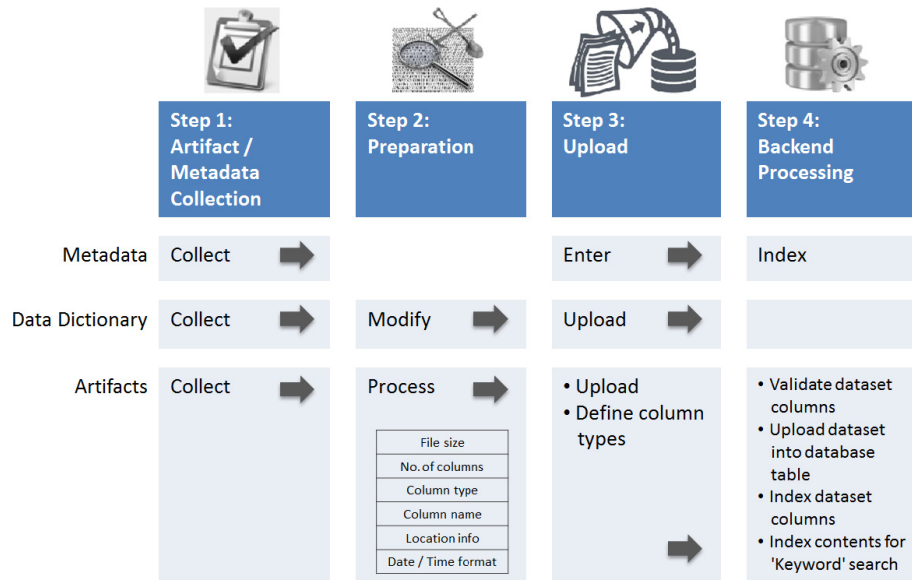 Step 1:
Artifact /
Metadata
Collection
Step 2:
Preparation
Step 3:
Upload
Step 4:
Backend
Processing
Metadata
Collect
Enter
Index
Data Dictionary
Collect
Modify
Upload
Artifacts
Collect
Process
File size
No. of columns
Column type
Column name
Location info
Date / Time format
• Upload
• Define column
types
• Validate dataset
columns
• Upload dataset
into database
table
• Index dataset
columns
• Index contents for
'Keyword' search